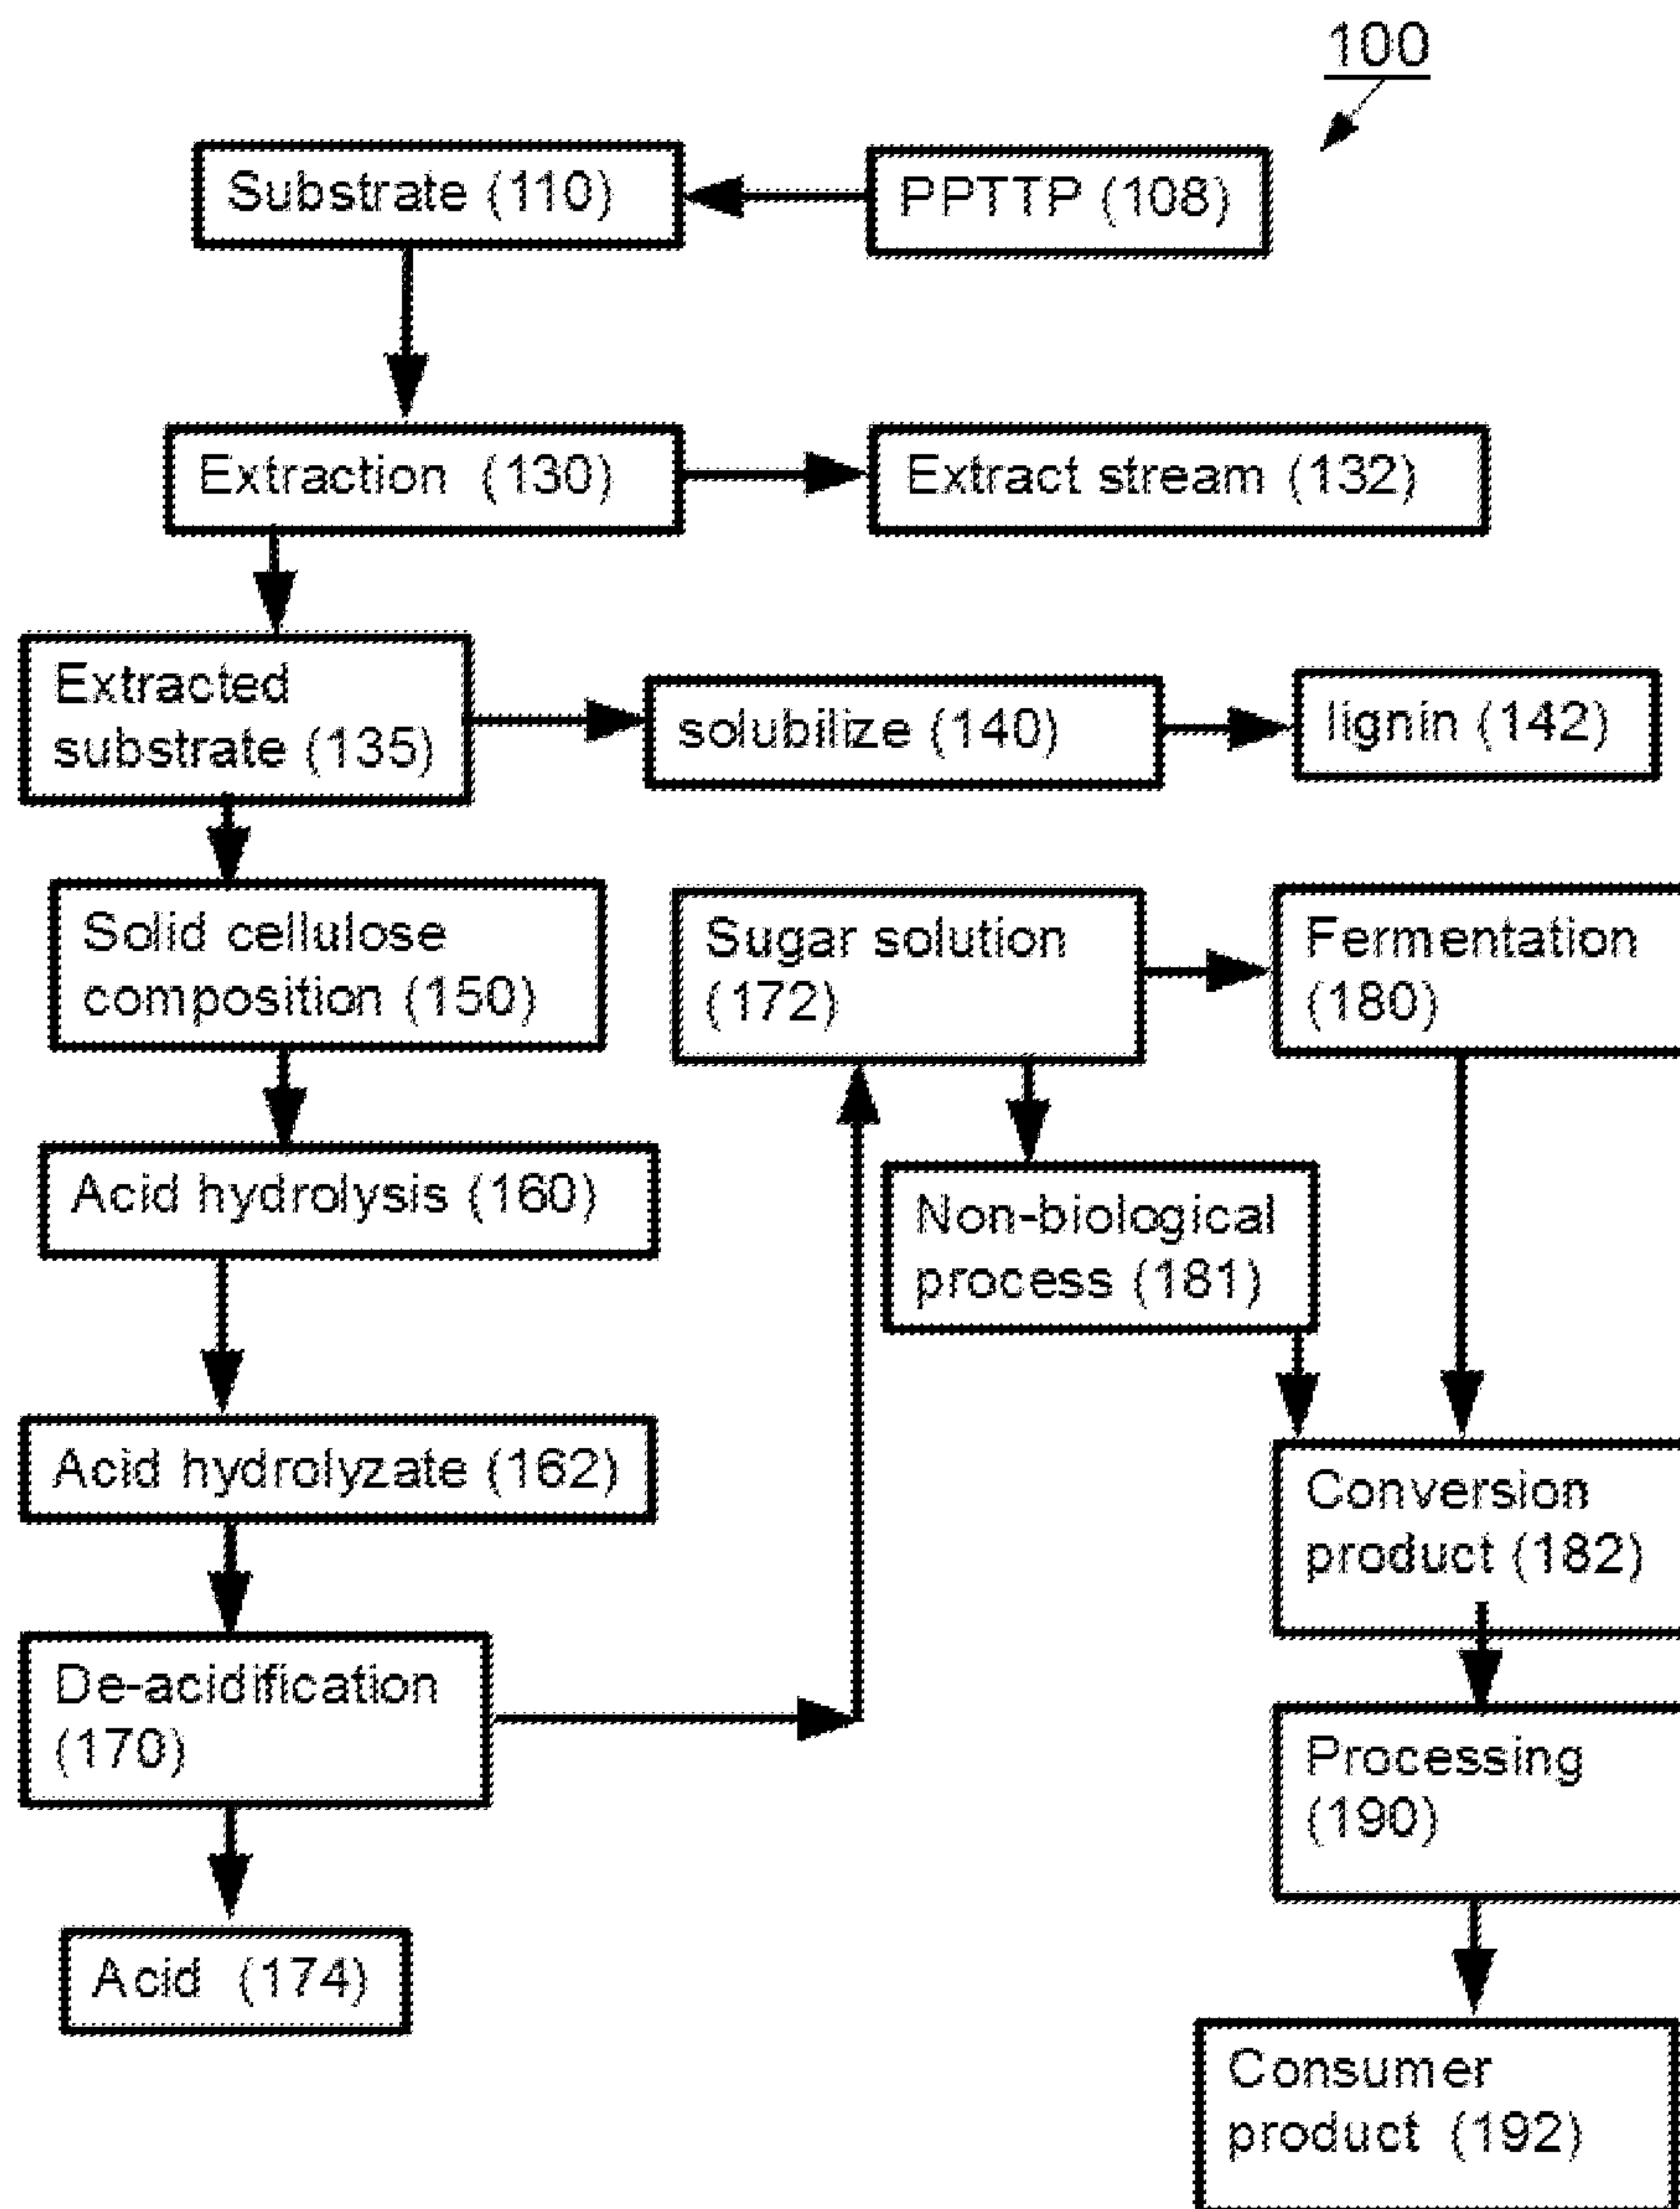 100
Substrate (110)
PPTTP (108)
Extraction (130)
Extract stream (132)
Extracted
substrate (135)
solubilize (140)
lignin (142)
Solid cellulose
composition (150)
Sugar solution
(172)
Fermentation
(180)
Acid hydrolysis (160)
Non-biological
process (181)
Acid hydrolyzate (162)
Conversion
product (182)
De-acidification
(170)
Processing
(190)
Acid (174)
Consumer
product (192)